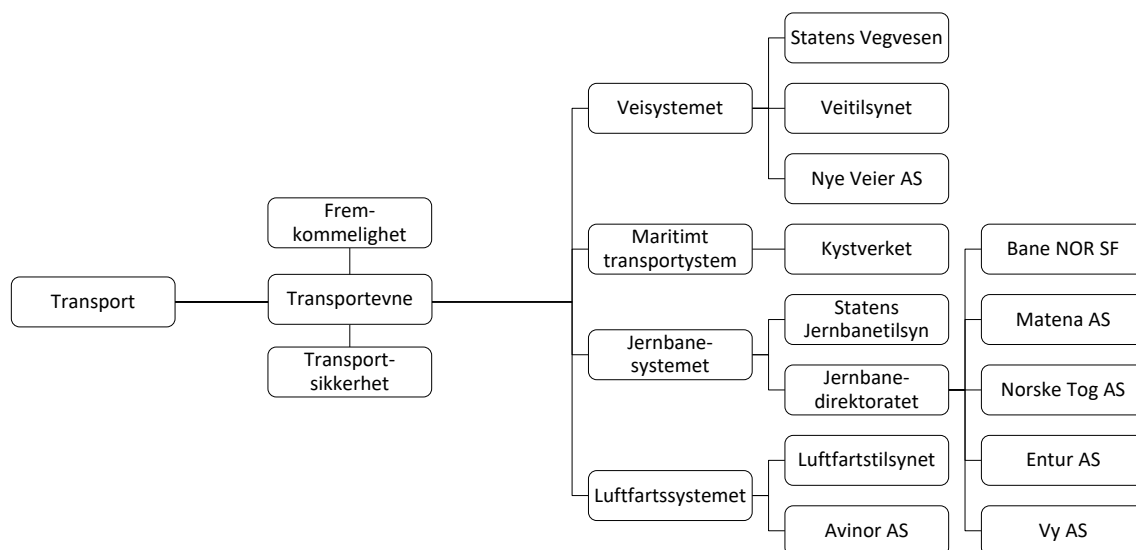 Transport
Frem-
kommelighet
Transportevne
Transport-
sikkerhet
Veisystemet
Statens Vegvesen
Veitilsynet
Nye Veier AS
Maritimt
transportystem
Kystverket
Jernbane-
systemet
Statens
Jernbanetilsyn
Jernbane-
direktoratet
Bane NOR SF
Matena AS
Norske Tog AS
Entur AS
Vy AS
Luftfartssystemet
Luftfartstilsynet
Avinor AS